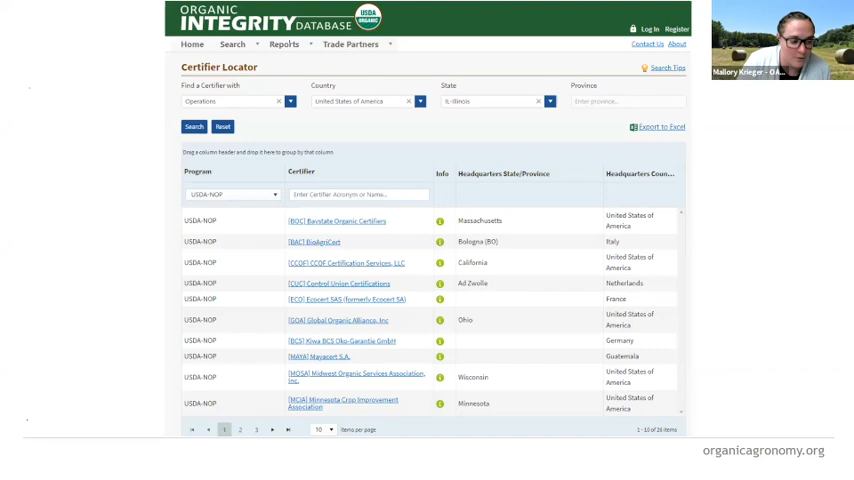 ORGANIC
INTEGRITY DATABASE
USDA
ORGANIC
Log In Register
Home Search Reports Trade Partners
Contact Us About
Certifier Locator
Search Tips
Find a Certifier with Country State Province
Operations United States of America IL-Illinois Enter province...
Search Reset
Export to Excel
Drag a column header and drop it here to group by that column
Program Certifier Info Headquarters State/Province Headquarters Coun...
USDA-NOP Enter Certifier Acronym or Name...
USDA-NOP [BOC] Baystate Organic Certifiers Massachusetts United States of
America
USDA-NOP [BAC] BioAgriCert Bologna (BO) Italy
USDA-NOP [CCOF] CCOF Certification Services, LLC California United States of
America
USDA-NOP [CUC] Control Union Certifications Ad Zwolle Netherlands
USDA-NOP [ECO] Ecocert SAS (formerly Ecocert SA) France
USDA-NOP [GOA] Global Organic Alliance, Inc Ohio United States of
America
USDA-NOP [BCS] Kiwa BCS Oko-Garantie GmbH Germany
USDA-NOP [MAYA] Mayacert S.A. Guatemala
USDA-NOP [MOSA] Midwest Organic Services Association,
Inc. Wisconsin United States of
America
USDA-NOP [MCIA] Minnesota Crop Improvement
Association Minnesota United States of
America
1 2 3 10 items per page 1 - 10 of 26 items
Mallory Krieger - OA...
organicagronomy.org